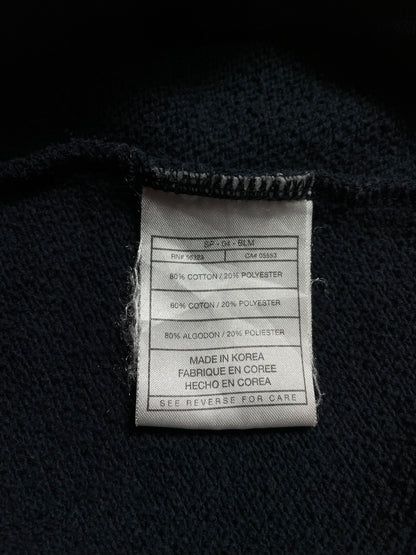 SP - 04 - BLM
RN# 56323 CA# 05553
80% COTTON / 20% POLYESTER
80% COTON / 20% POLYESTER
80% ALGODON / 20% POLIESTER
MADE IN KOREA
FABRIQUE EN COREE
HECHO EN COREA
SEE REVERSE FOR CARE